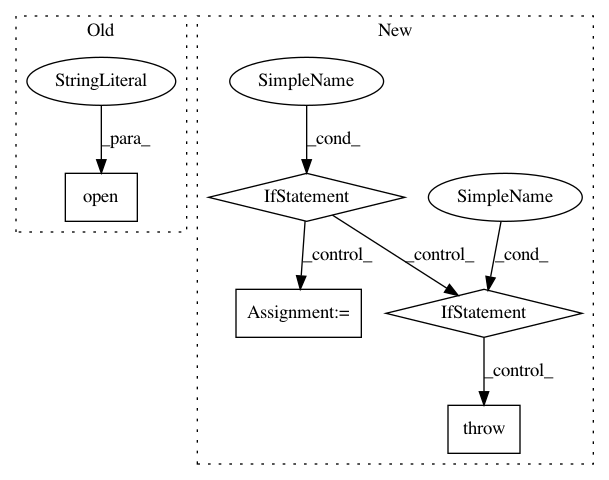 Old
New
StringLiteral
SimpleName
_para_
_cond_
open
IfStatement
SimpleName
_control_
_control_
_cond_
Assignment:=
IfStatement
_control_
throw